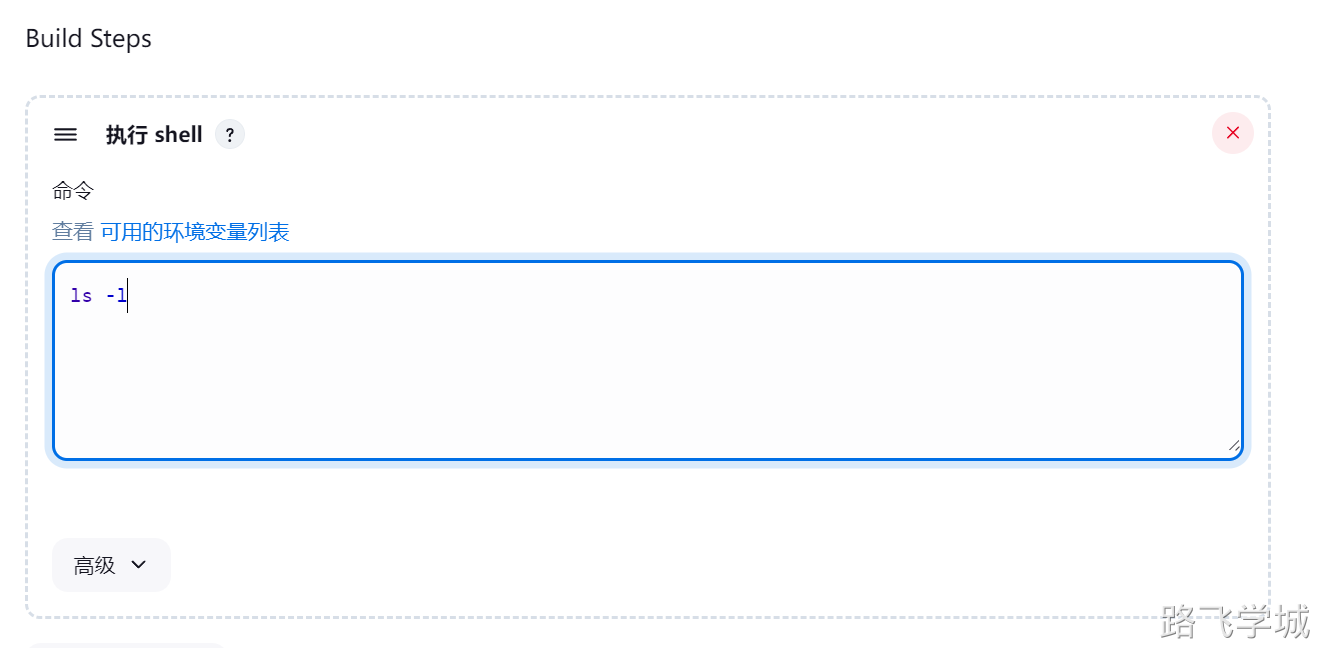 Build Steps
执行 shell ?
命令
查看 可用的环境变量列表
ls -l
高级
路飞学城